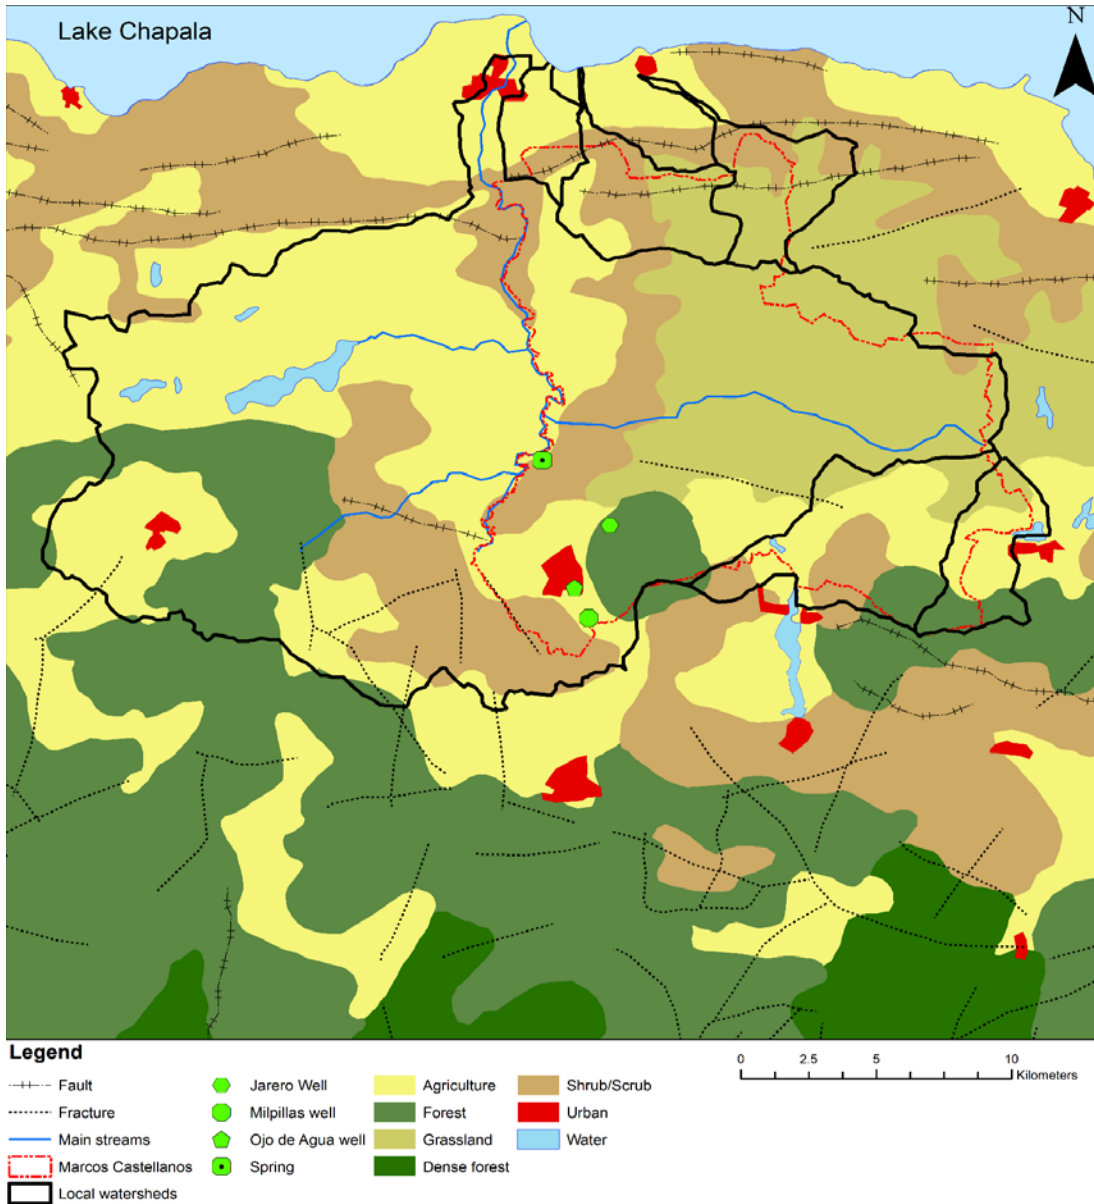 Lake Chapala
N
Legend
Fault
Fracture
Main streams
Marcos Castellanos
Local watersheds
Jarero Well
Milpillas well
Ojo de Agua well
Spring
Agriculture
Forest
Grassland
Dense forest
Shrub/Scrub
Urban
Water
0 2.5 5 10
Kilometers